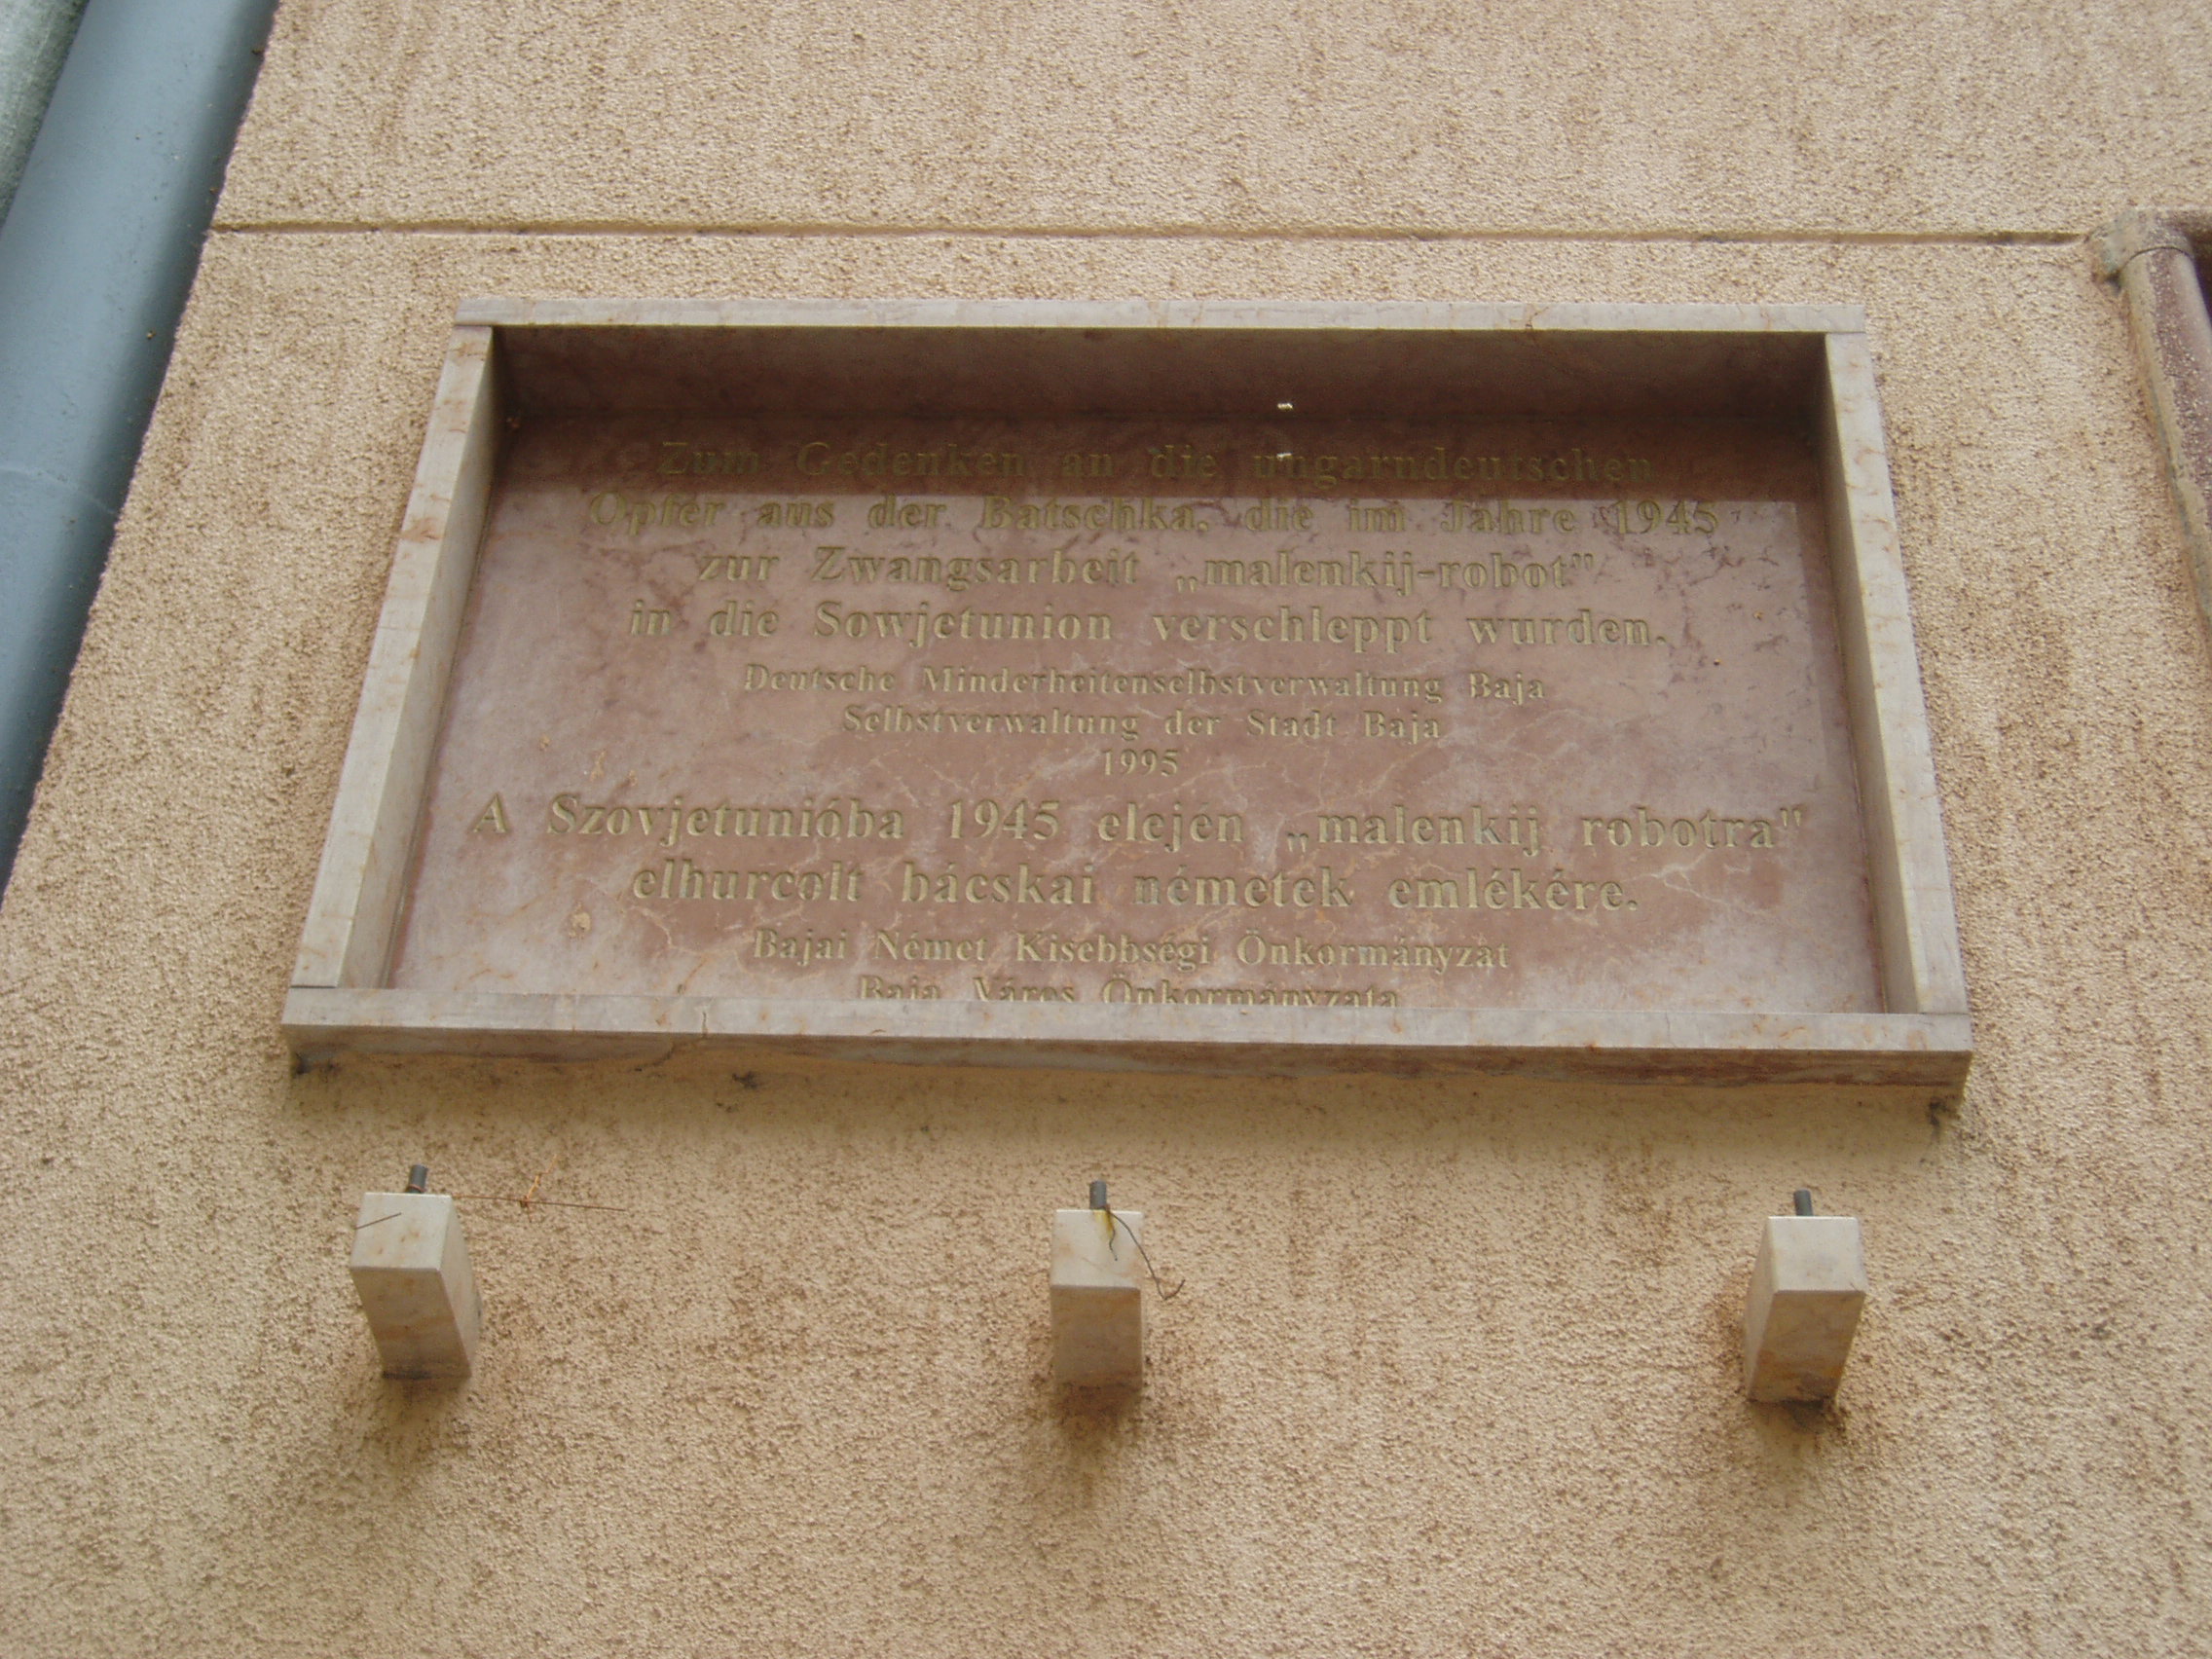 Zum Gedenken an die ungarndeutschen
Opfer aus der Batschka, die im Jahre 1945
zur Zwangsarbeit „malenkij-robot"
in die Sowjetunion verschleppt wurden.
Deutsche Minderheitenselbstverwaltung Baja
Selbstverwaltung der Stadt Baja
1995
A Szovjetunióba 1945 elején „malenkij robotra"
elhurcolt bácskai németek emlékére.
Bajai Német Kisebbségi Önkormányzat
Baja Város Önkormányzata